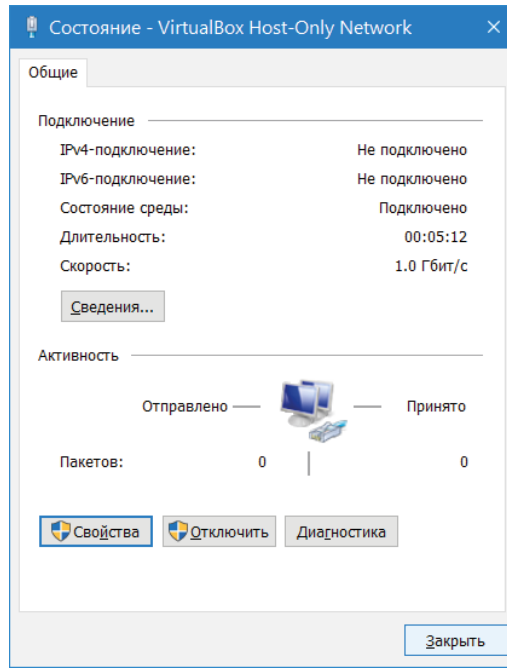 Состояние - VirtualBox Host-Only Network
Общие
Подключение
IPv4-подключение: Не подключено
IPv6-подключение: Не подключено
Состояние среды: Подключено
Длительность: 00:05:12
Скорость: 1.0 Гбит/с
Сведения...
Активность
Отправлено — — Принято
Пакетов: 0 | 0
Свойства Отключить Диагностика
Закрыть